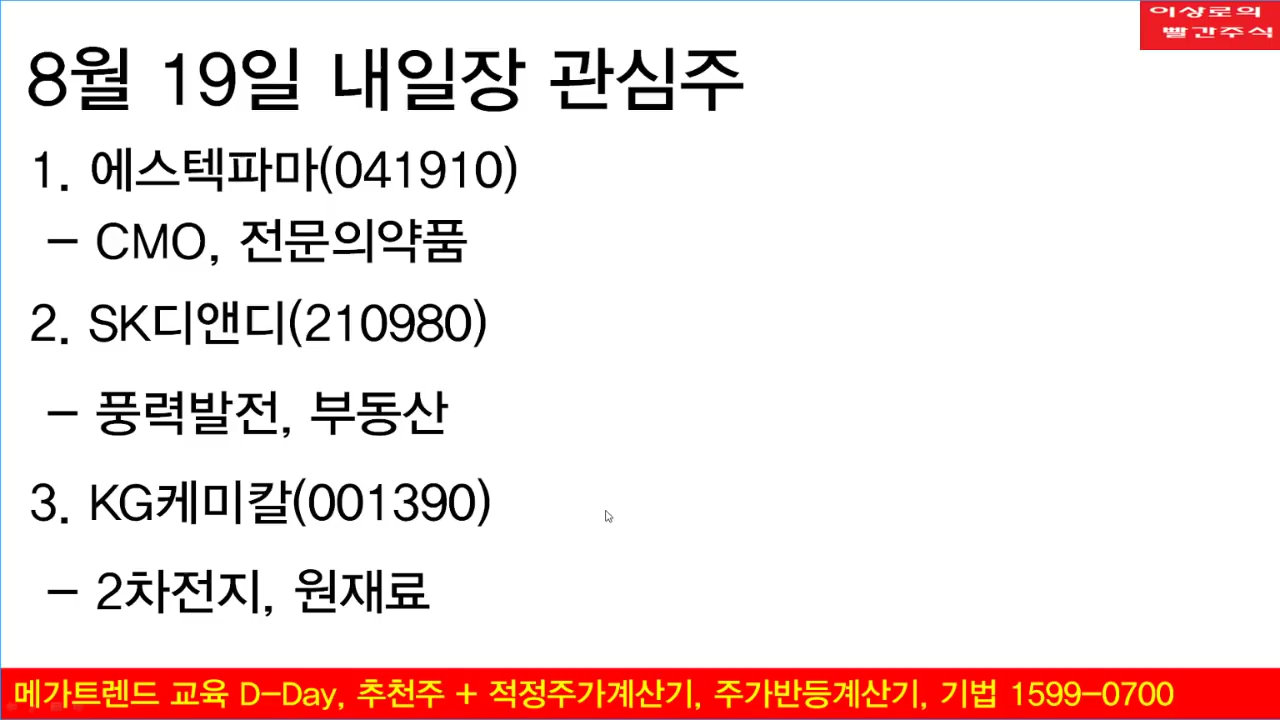 이상로의
빨간주식
8월 19일 내일장 관심주
1. 에스텍파마(041910)
- CMO, 전문의약품
2. SK디앤디(210980)
- 풍력발전, 부동산
3. KG케미칼(001390)
- 2차전지, 원재료
메가트렌드 교육 D-Day, 추천주 + 적정주가계산기, 주가반등계산기, 기법 1599-0700